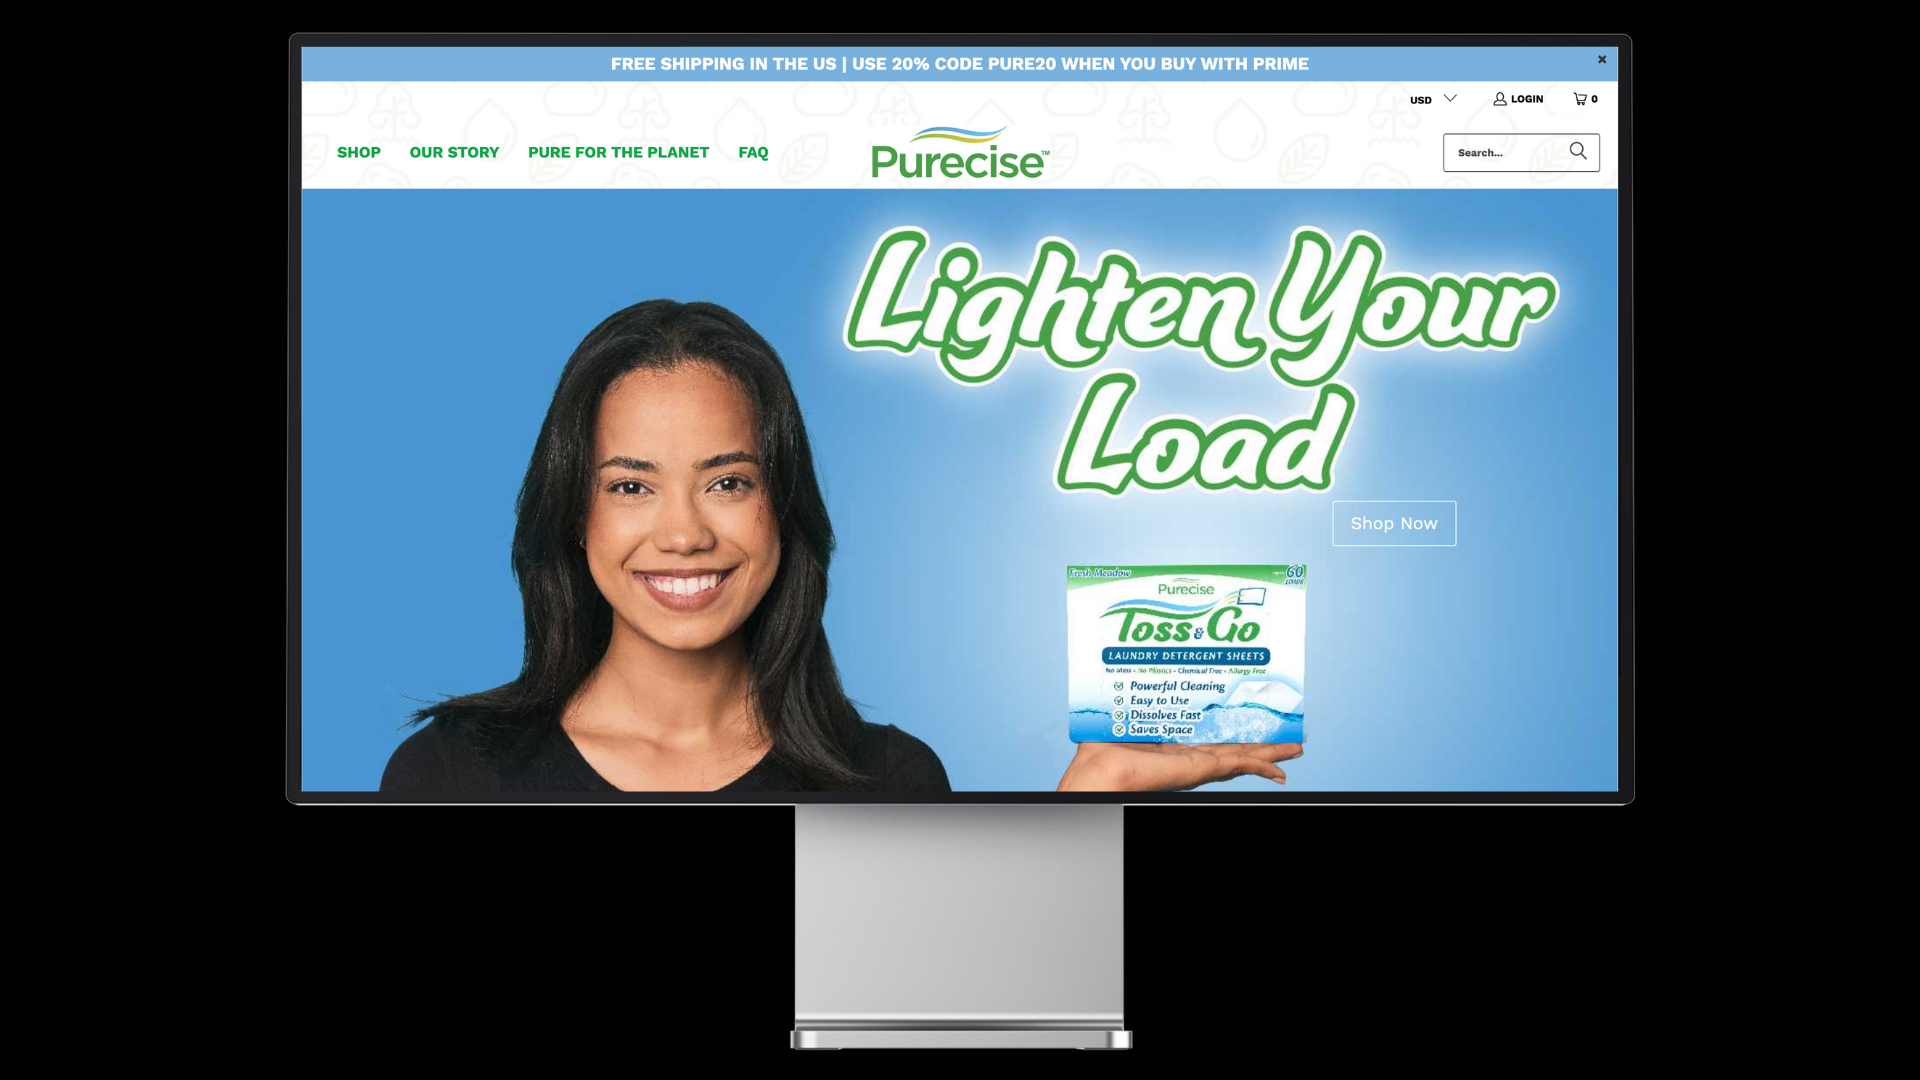 FREE SHIPPING IN THE US | USE 20% CODE PURE20 WHEN YOU BUY WITH PRIME
USD
LOGIN
0
SHOP
OUR STORY
PURE FOR THE PLANET
FAQ
Purecise™
Search...
Lighten Your
Load
Shop Now
Fresh Meadow
60
LOADS
Purecise
Toss & Go
LAUNDRY DETERGENT SHEETS
No Mess - No Plastics - Chemical Free - Allergy Free
Powerful Cleaning
Easy to Use
Dissolves Fast
Saves Space